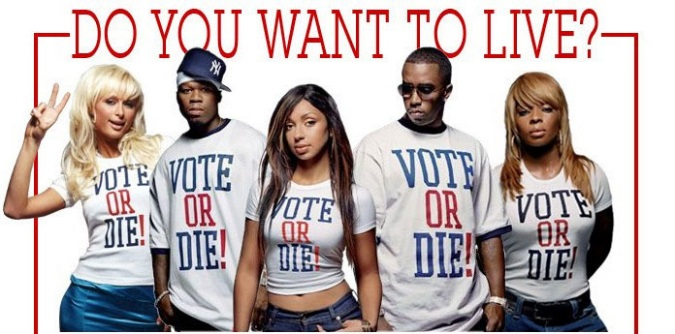 DO YOU WANT TO LIVE?
NY
VOTE
OR
DIE!
VOTE
OR
DIE!
VOTE
OR
DIE!
VOTE
OR
DIE!
VOTE
OR
DIE!